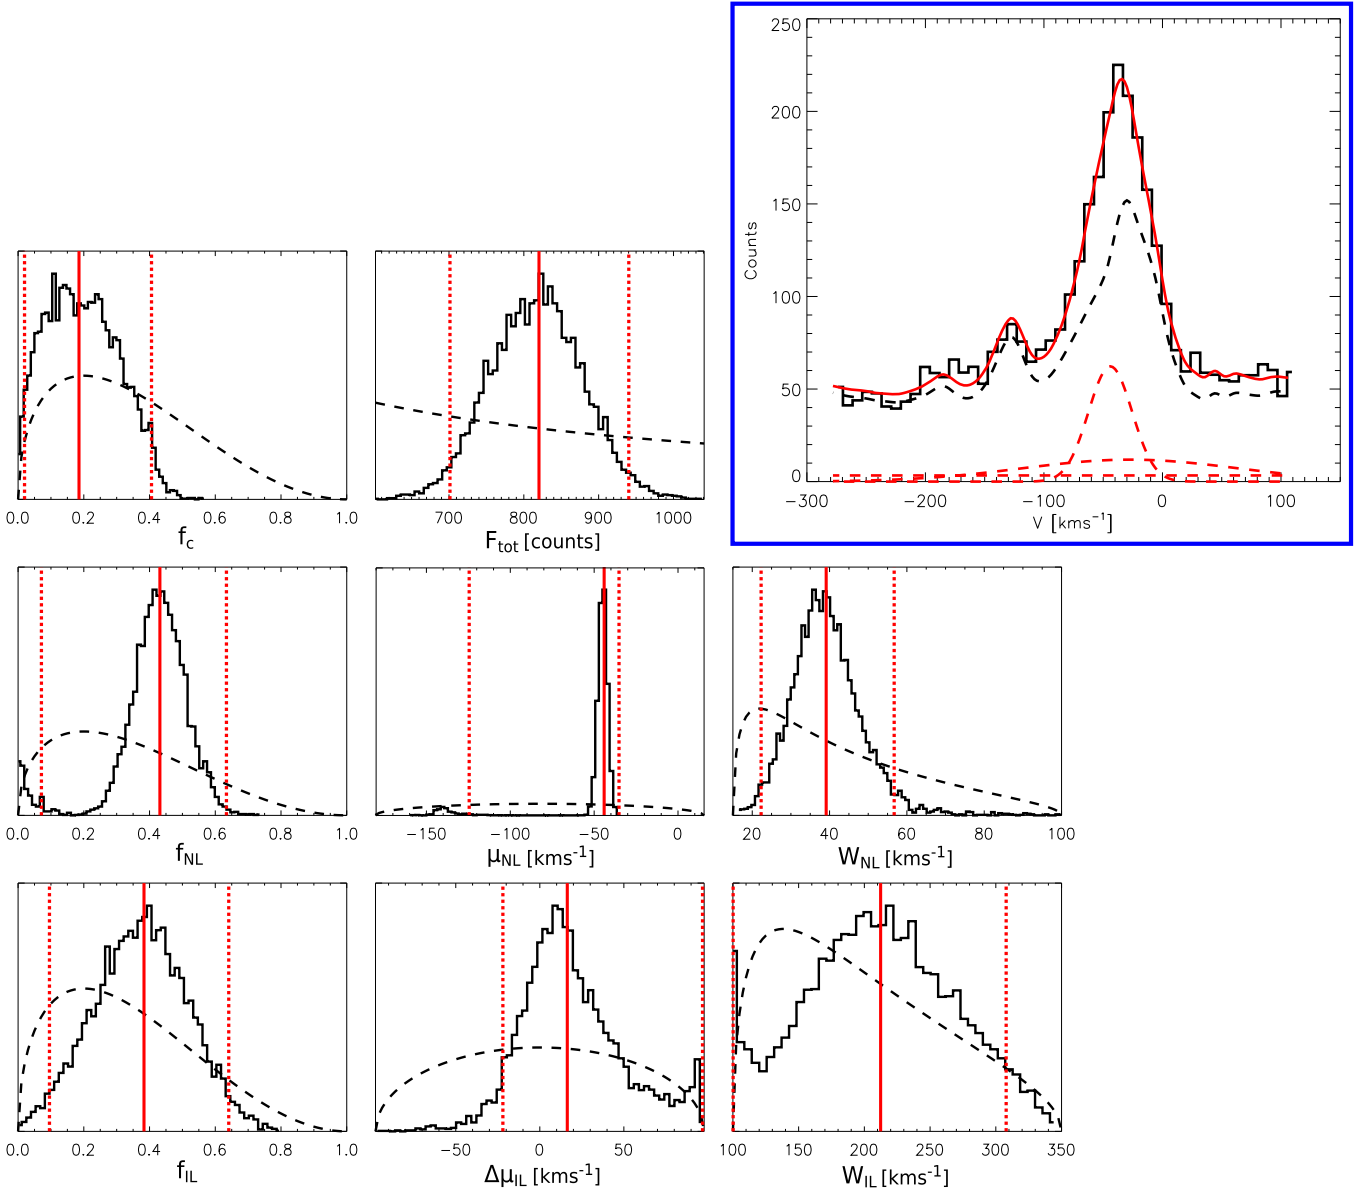 250
200
150
100
50
0
Counts
−300 −200 −100 0 100
V [kms⁻¹]
0.0 0.2 0.4 0.6 0.8 1.0
f_c
700 800 900 1000
F_tot [counts]
0.0 0.2 0.4 0.6 0.8 1.0
f_NL
−150 −100 −50 0
μ_NL [kms⁻¹]
20 40 60 80 100
W_NL [kms⁻¹]
0.0 0.2 0.4 0.6 0.8 1.0
f_IL
−50 0 50
Δμ_IL [kms⁻¹]
100 150 200 250 300 350
W_IL [kms⁻¹]